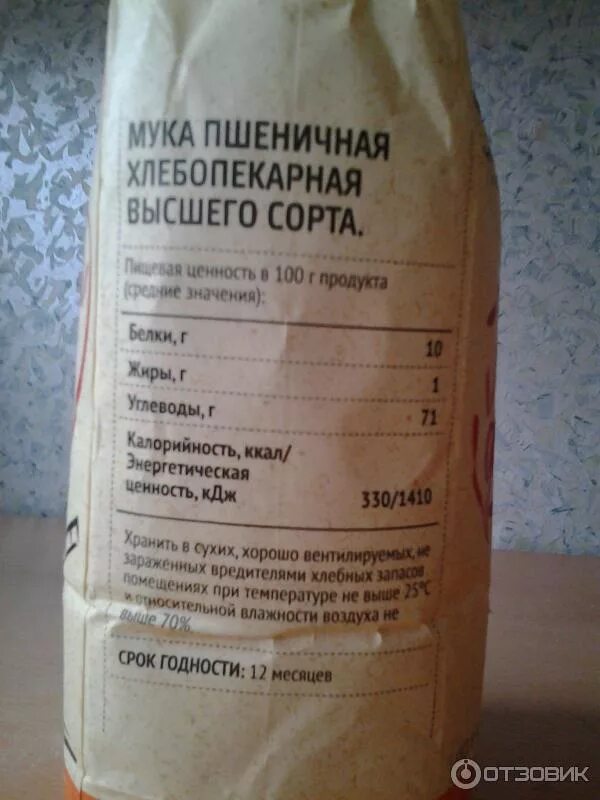 МУКА ПШЕНИЧНАЯ
ХЛЕБОПЕКАРНАЯ
ВЫСШЕГО СОРТА.
Пищевая ценность в 100 г продукта
(средние значения):
Белки, г 10
Жиры, г 1
Углеводы, г 71
Калорийность, ккал/
Энергетическая
ценность, кДж 330/1410
Хранить в сухих, хорошо вентилируемых, не
зараженных вредителями хлебных запасов
помещениях при температуре не выше 25°С
и относительной влажности воздуха не
выше 70%.
СРОК ГОДНОСТИ: 12 месяцев
ОТЗОВИК